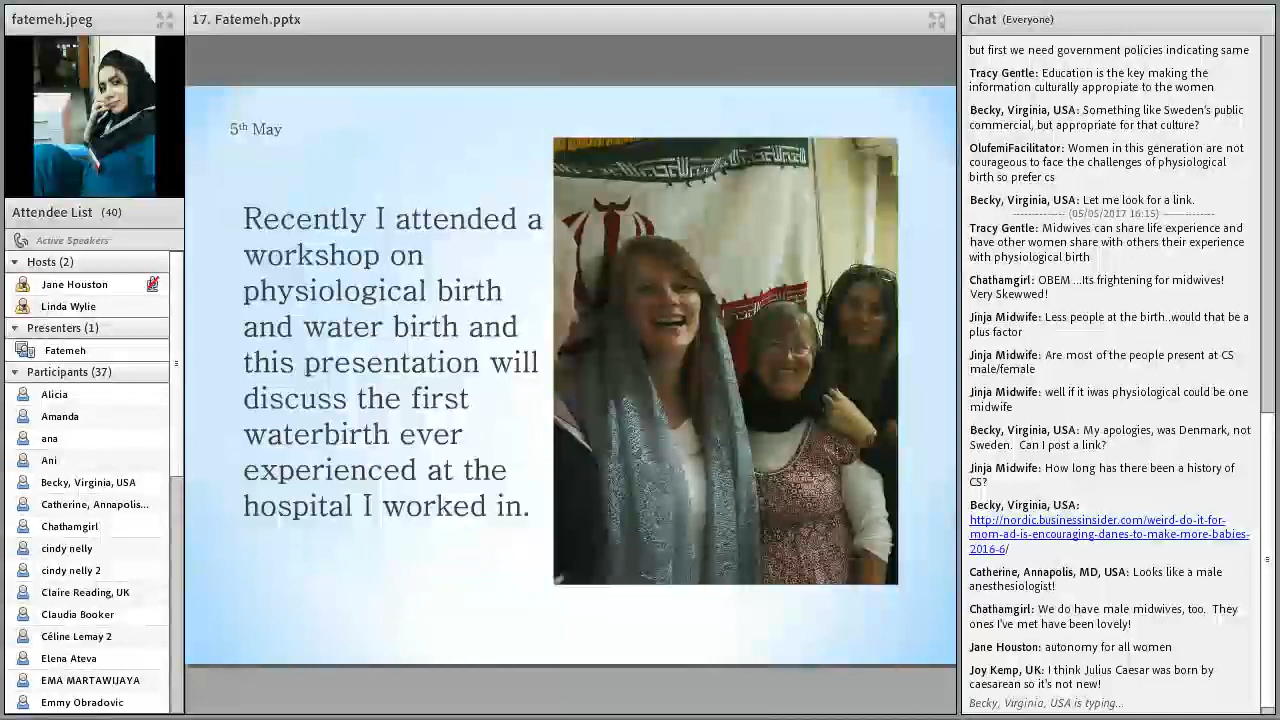 fatemeh.jpeg
Attendee List (40)
Active Speakers
Hosts (2)
Jane Houston
Linda Wylie
Presenters (1)
Fatemeh
Participants (37)
Alicia
Amanda
ana
Ani
Becky, Virginia, USA
Catherine, Annapolis...
Chathamgirl
cindy nelly
cindy nelly 2
Claire Reading, UK
Claudia Booker
Céline Lemay 2
Elena Ateva
EMA MARTAWIJAYA
Emmy Obradovic
17. Fatemeh.pptx
5th May
Recently I attended a
workshop on
physiological birth
and water birth and
this presentation will
discuss the first
waterbirth ever
experienced at the
hospital I worked in.
Chat (Everyone)
but first we need government policies indicating same
Tracy Gentle: Education is the key making the
information culturally appropiate to the women
Becky, Virginia, USA: Something like Sweden's public
commercial, but appropriate for that culture?
OlufemiFacilitator: Women in this generation are not
courageous to face the challenges of physiological
birth so prefer cs
Becky, Virginia, USA: Let me look for a link.
-------------- (05/05/2017 16:15) --------------
Tracy Gentle: Midwives can share life experience and
have other women share with others their experience
with physiological birth
Chathamgirl: OBEM ...Its frightening for midwives!
Very Skewwed!
Jinja Midwife: Less people at the birth..would that be a
plus factor
Jinja Midwife: Are most of the people present at CS
male/female
Jinja Midwife: well if it iwas physiological could be one
midwife
Becky, Virginia, USA: My apologies, was Denmark, not
Sweden. Can I post a link?
Jinja Midwife: How long has there been a history of
CS?
Becky, Virginia, USA:
http://nordic.businessinsider.com/weird-do-it-for-
mom-ad-is-encouraging-danes-to-make-more-babies-
2016-6/
Catherine, Annapolis, MD, USA: Looks like a male
anesthesiologist!
Chathamgirl: We do have male midwives, too. They
ones I've met have been lovely!
Jane Houston: autonomy for all women
Joy Kemp, UK: I think Julius Caesar was born by
caesarean so it's not new!
Becky, Virginia, USA is typing...